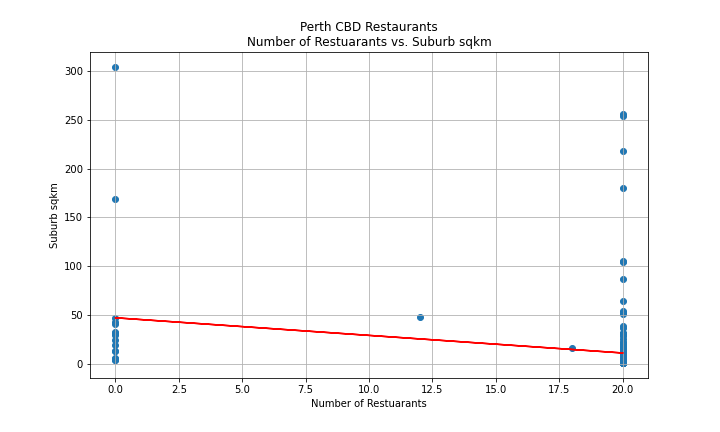 Perth CBD Restaurants
Number of Restuarants vs. Suburb sqkm
300
250
200
150
100
50
0
Suburb sqkm
0.0 2.5 5.0 7.5 10.0 12.5 15.0 17.5 20.0
Number of Restuarants